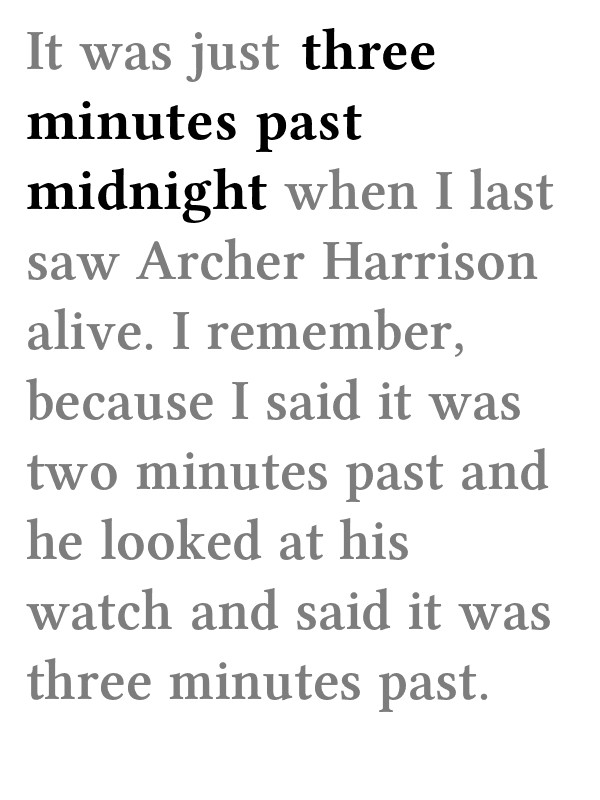 It was just three
minutes past
midnight when I last
saw Archer Harrison
alive. I remember,
because I said it was
two minutes past and
he looked at his
watch and said it was
three minutes past.